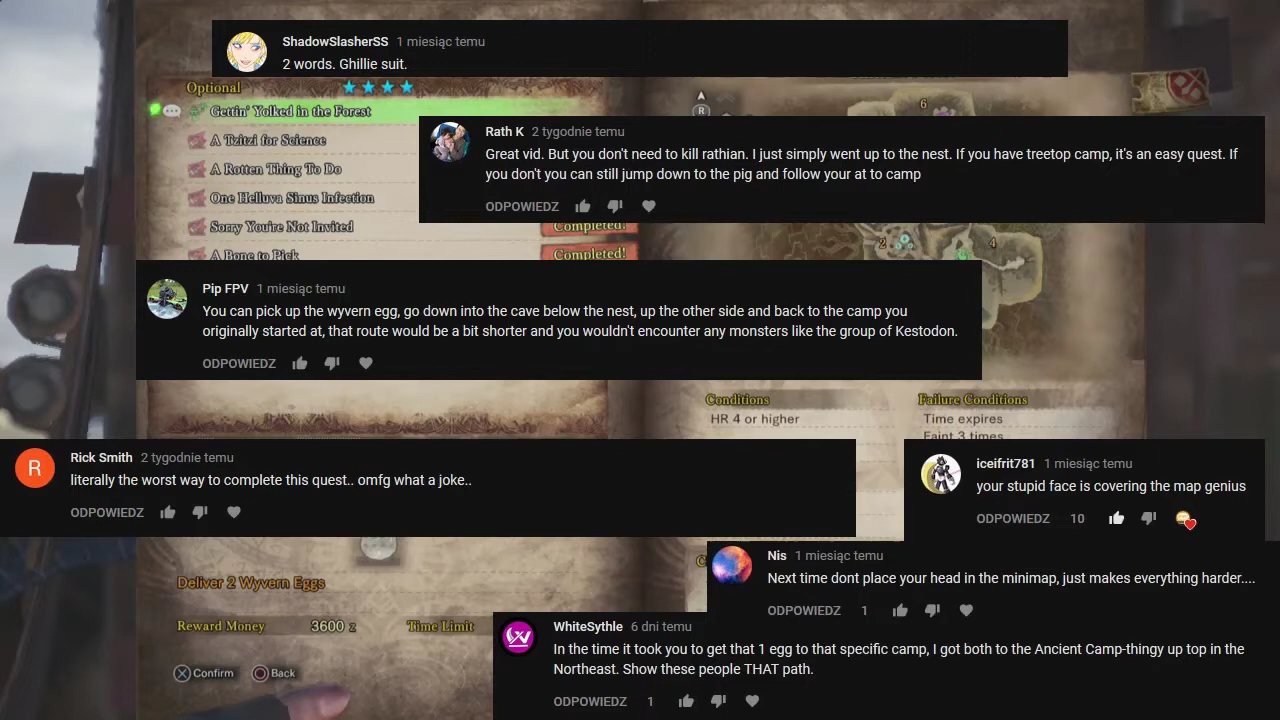 ShadowSlasherSS 1 miesiąc temu
2 words. Ghillie suit.
Optional
Gettin' Yolked in the Forest
A Tzitzi for Science
A Rotten Thing To Do
One Helluva Sinus Infection
Sorry You're Not Invited
Completed!
A Bone to Pick
Completed!
6
R
Rath K 2 tygodnie temu
Great vid. But you don't need to kill rathian. I just simply went up to the nest. If you have treetop camp, it's an easy quest. If
you don't you can still jump down to the pig and follow your at to camp
ODPOWIEDZ
2
4
Pip FPV 1 miesiąc temu
You can pick up the wyvern egg, go down into the cave below the nest, up the other side and back to the camp you
originally started at, that route would be a bit shorter and you wouldn't encounter any monsters like the group of Kestodon.
ODPOWIEDZ
Conditions
HR 4 or higher
Failure Conditions
Time expires
Faint 3 times
R
Rick Smith 2 tygodnie temu
literally the worst way to complete this quest.. omfg what a joke..
ODPOWIEDZ
iceifrit781 1 miesiąc temu
your stupid face is covering the map genius
ODPOWIEDZ 10
Nis 1 miesiąc temu
Next time dont place your head in the minimap, just makes everything harder....
ODPOWIEDZ 1
Deliver 2 Wyvern Eggs
Reward Money 3600 z Time Limit
Confirm Back
WhiteSythle 6 dni temu
In the time it took you to get that 1 egg to that specific camp, I got both to the Ancient Camp-thingy up top in the
Northeast. Show these people THAT path.
ODPOWIEDZ 1